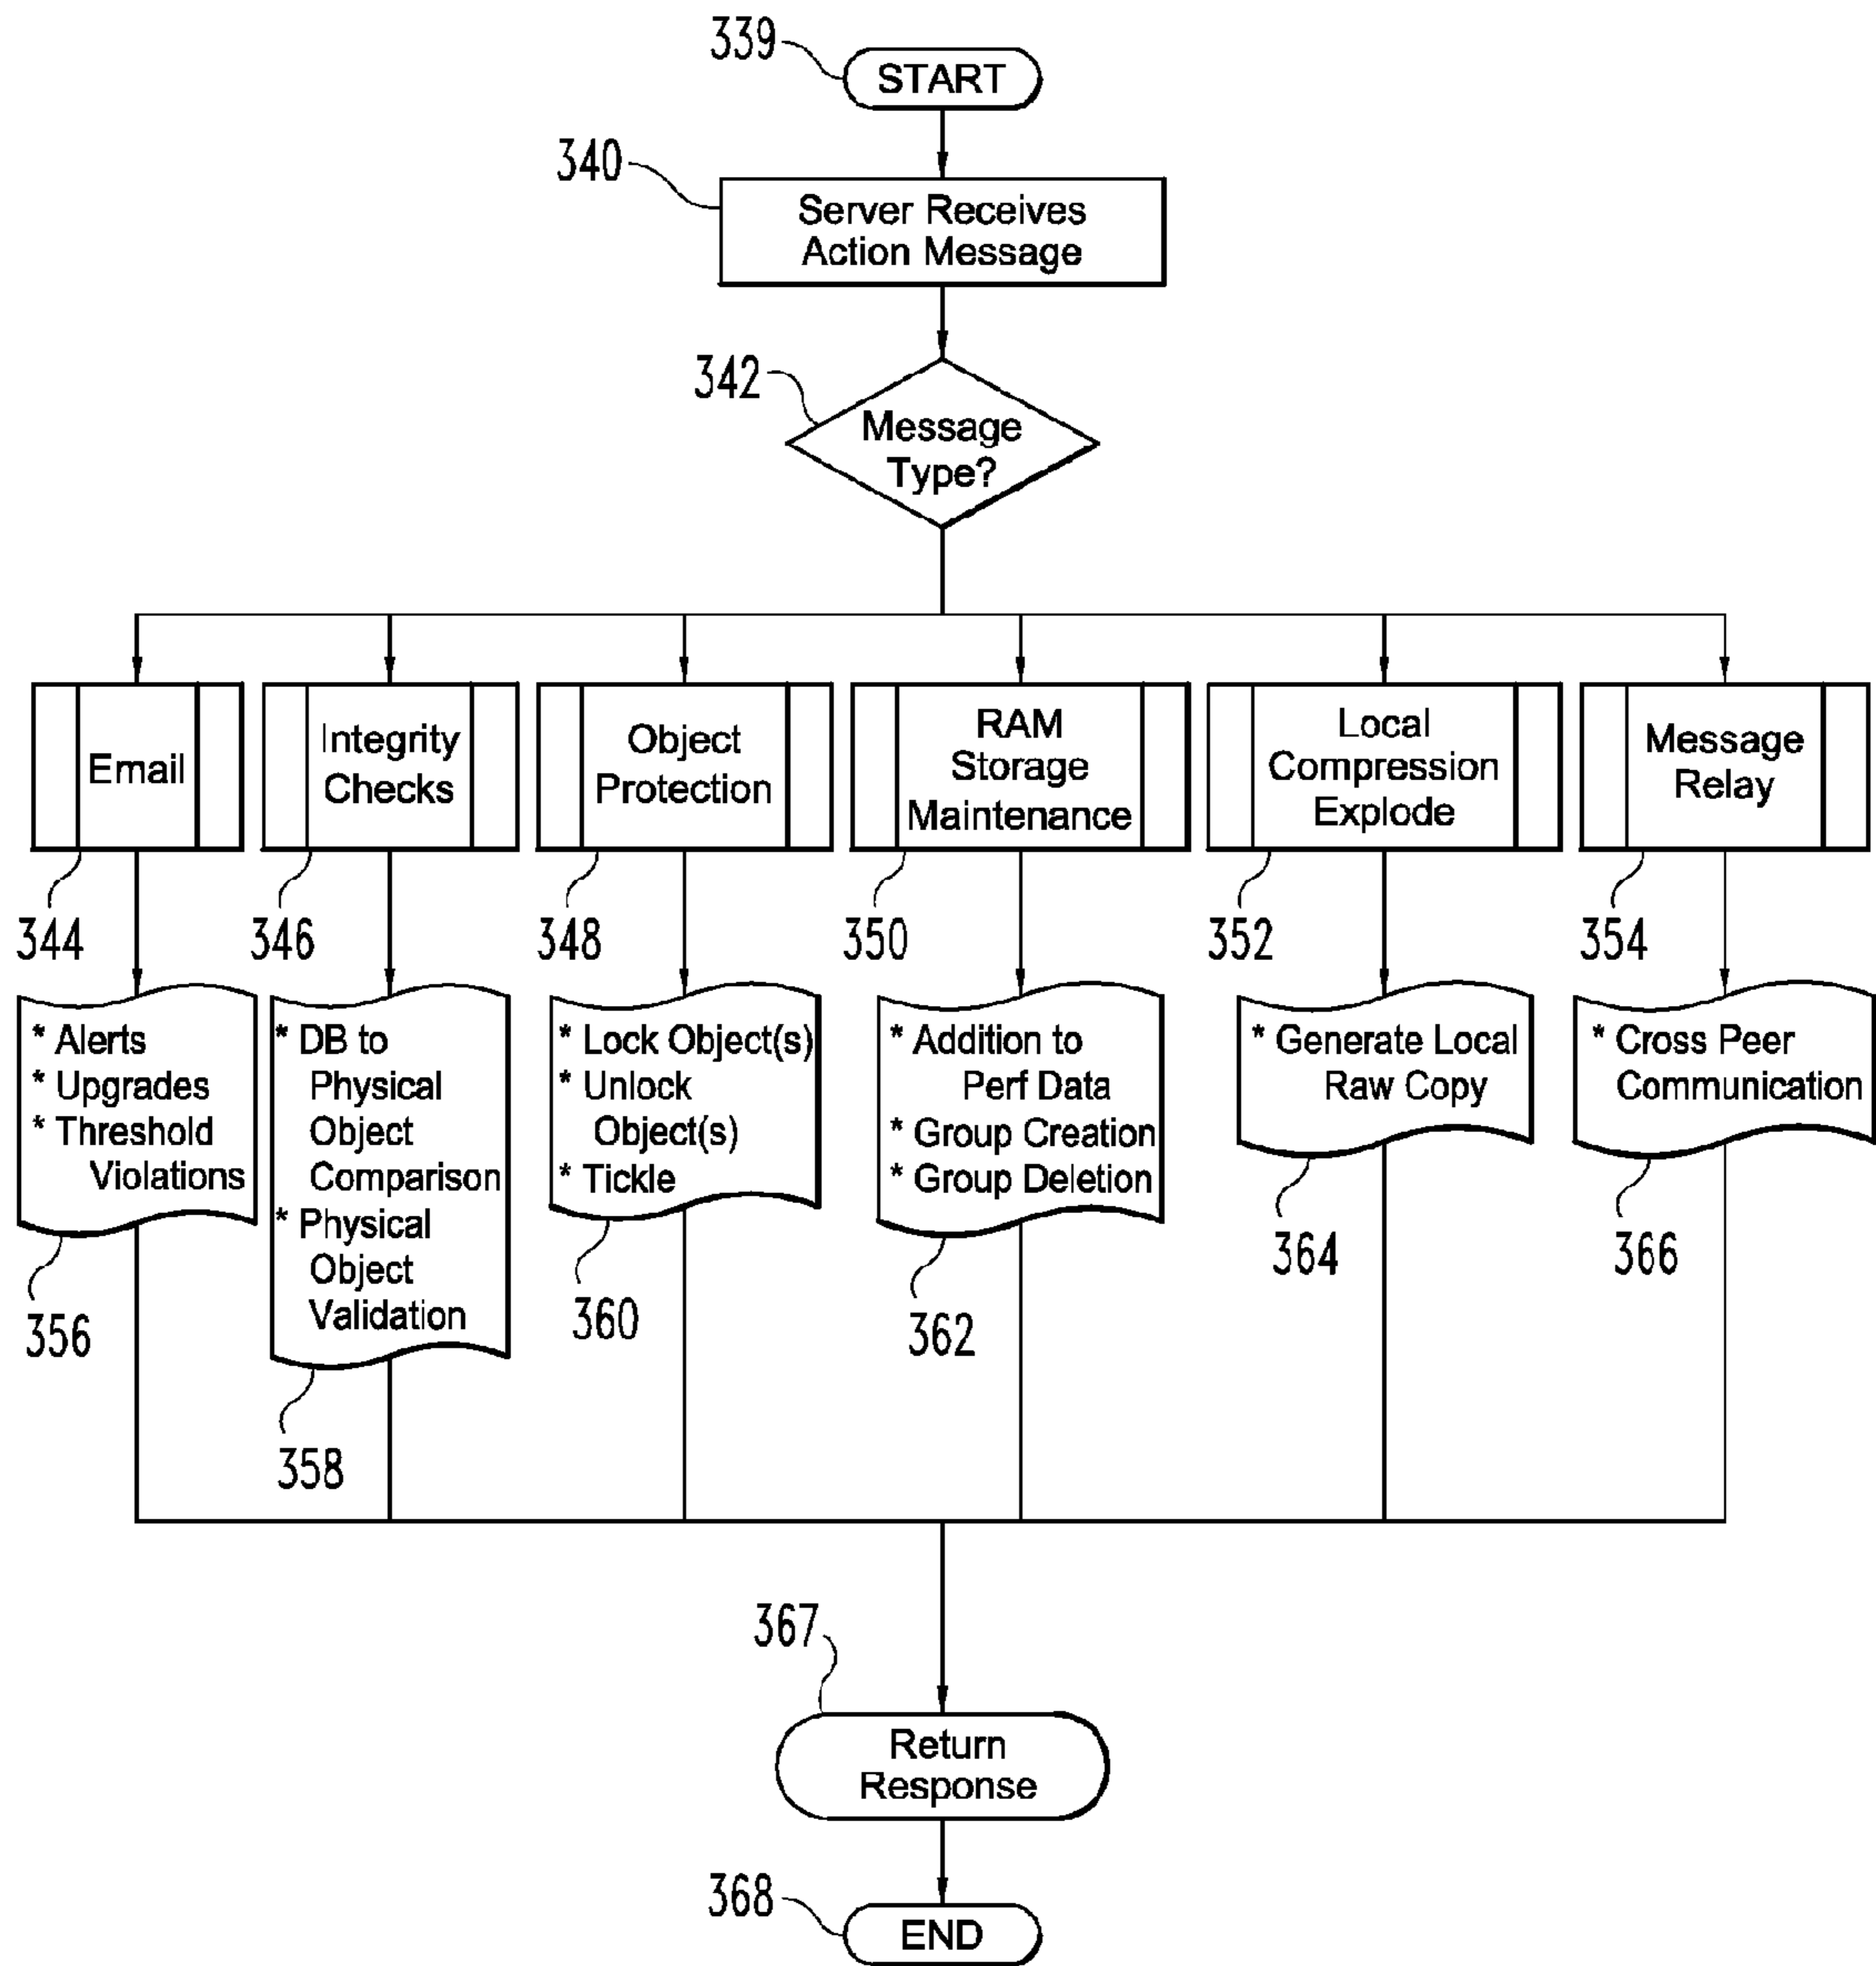 339
START
340
Server Receives
Action Message
342
Message
Type?
Email
Integrity
Checks
Object
Protection
RAM
Storage
Maintenance
Local
Compression
Explode
Message
Relay
344
346
348
350
352
354
* Alerts
* Upgrades
* Threshold
Violations
* DB to
Physical
Object
Comparison
* Physical
Object
Validation
* Lock Object(s)
* Unlock
Object(s)
* Tickle
* Addition to
Perf Data
* Group Creation
* Group Deletion
* Generate Local
Raw Copy
* Cross Peer
Communication
356
358
360
362
364
366
367
Return
Response
368
END